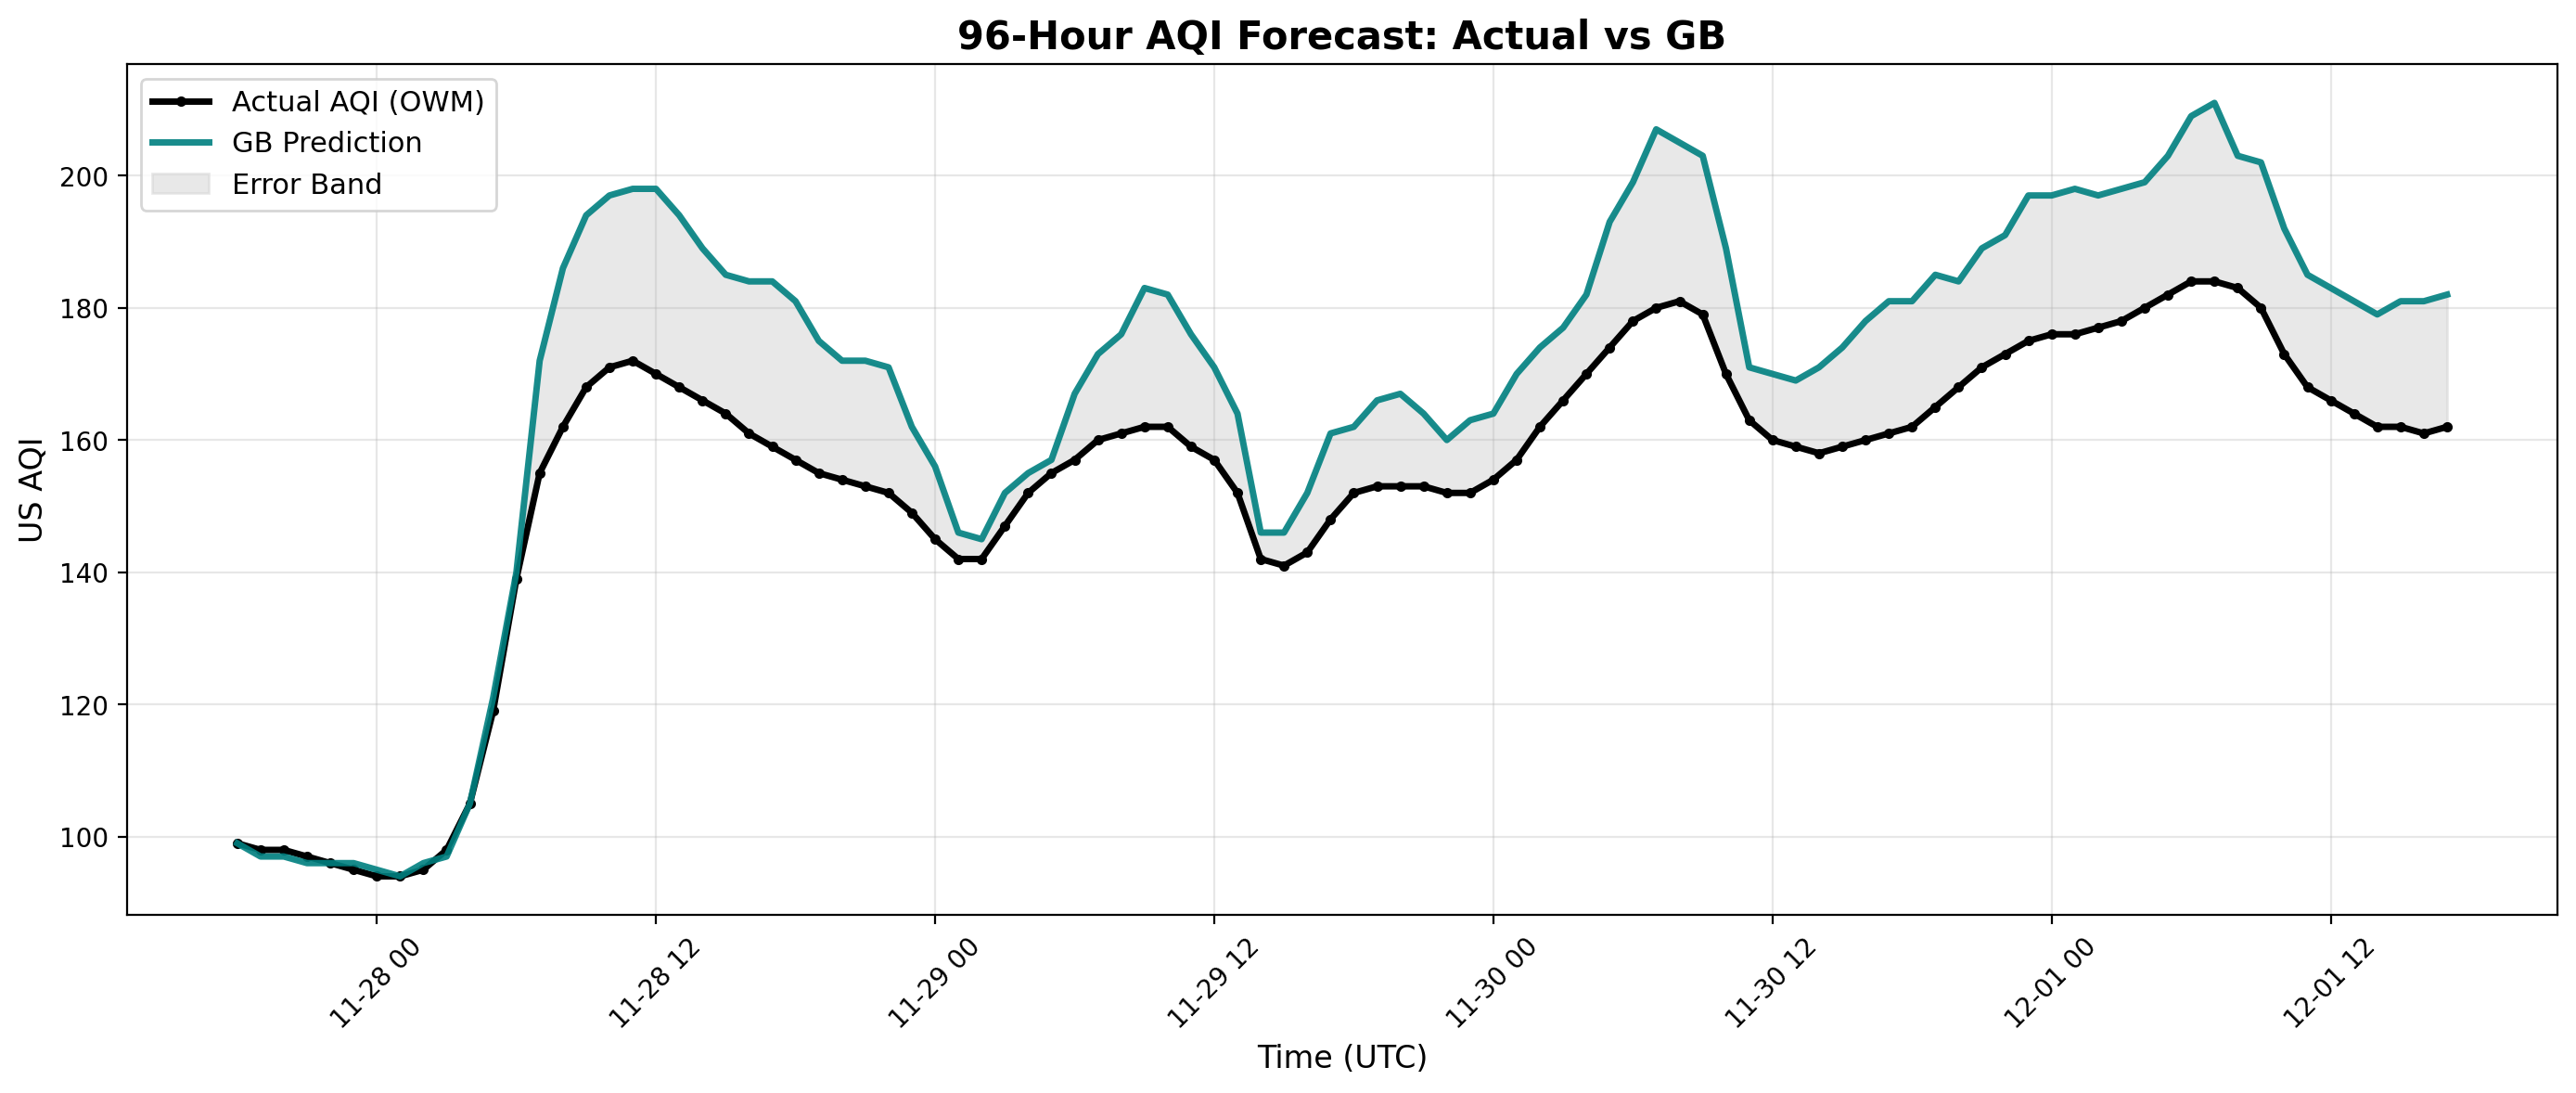 96-Hour AQI Forecast: Actual vs GB
Actual AQI (OWM)
GB Prediction
Error Band
US AQI
200
180
160
140
120
100
11-28 00
11-28 12
11-29 00
11-29 12
11-30 00
11-30 12
12-01 00
12-01 12
Time (UTC)